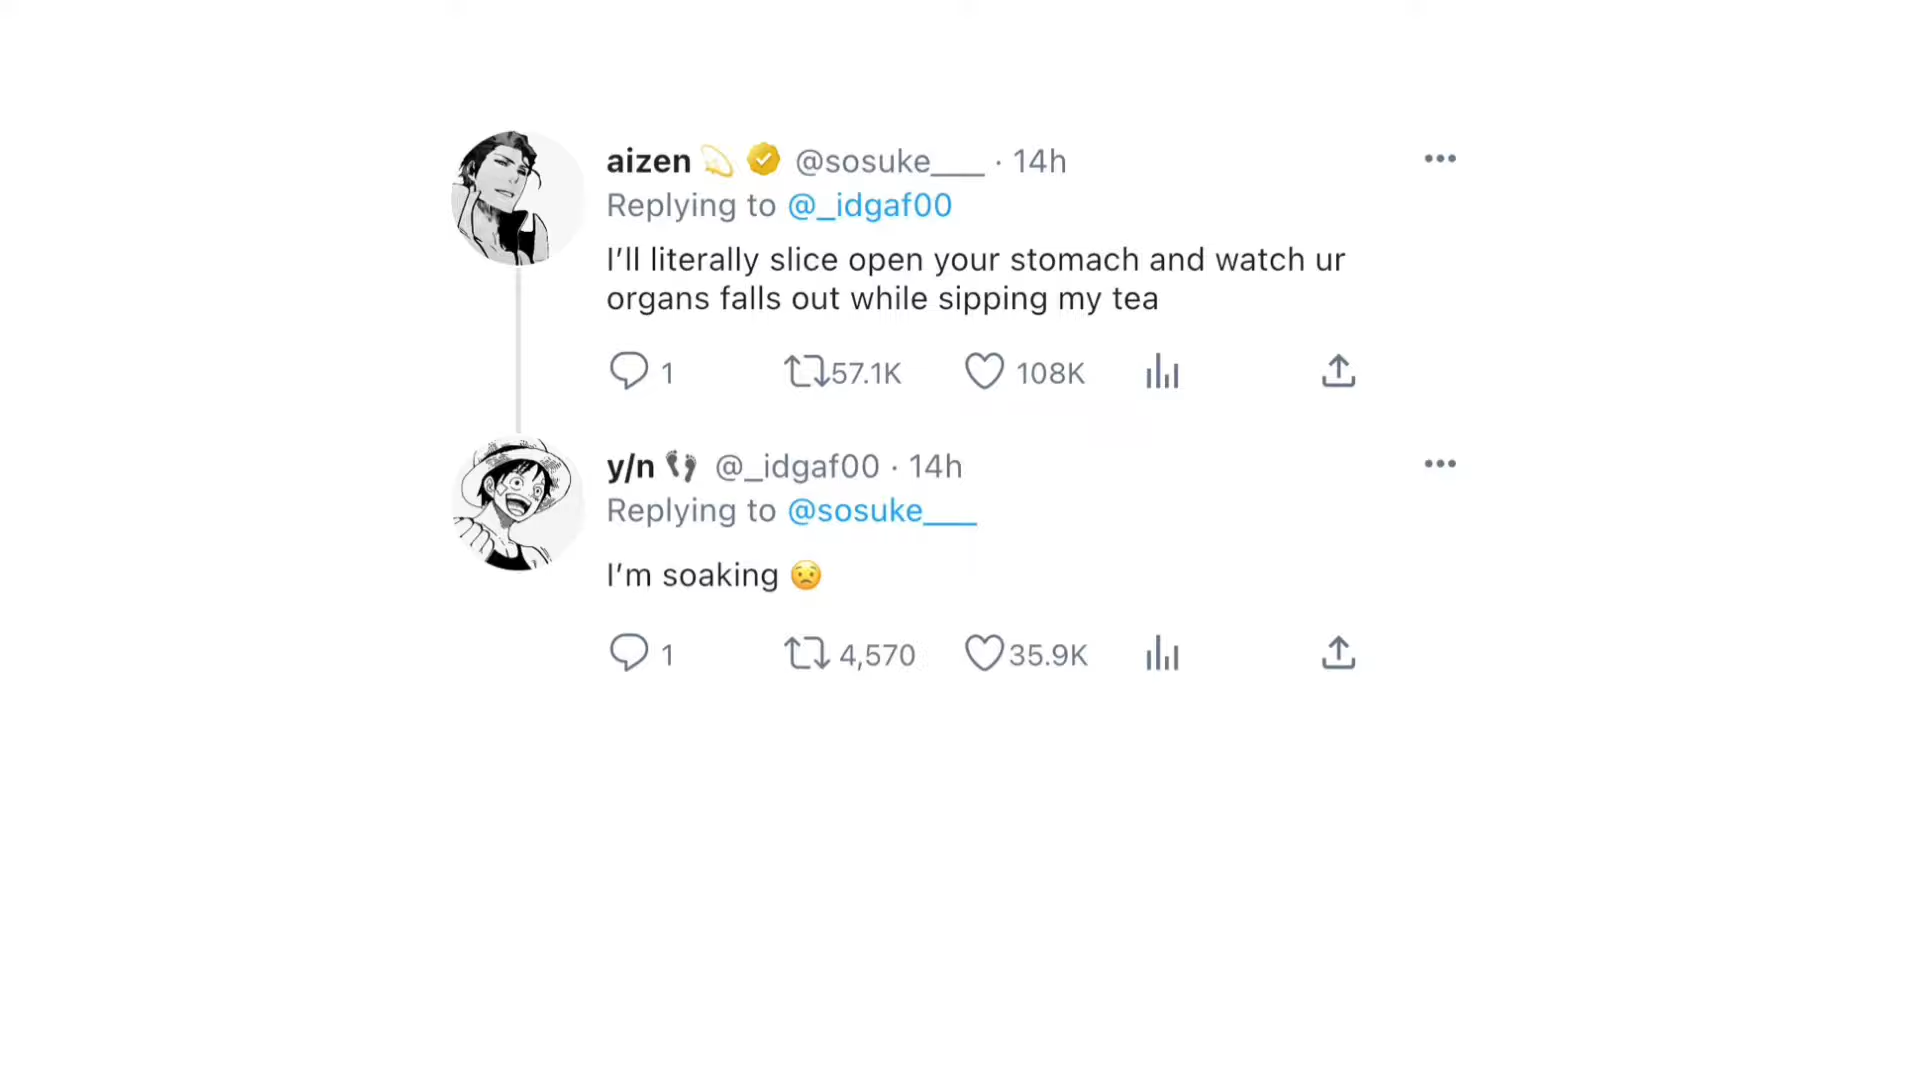 aizen 💫 @sosuke___ · 14h
Replying to @_idgaf00
I’ll literally slice open your stomach and watch ur
organs falls out while sipping my tea
1 57.1K 108K
y/n 👣 @_idgaf00 · 14h
Replying to @sosuke___
I’m soaking 😟
1 4,570 35.9K